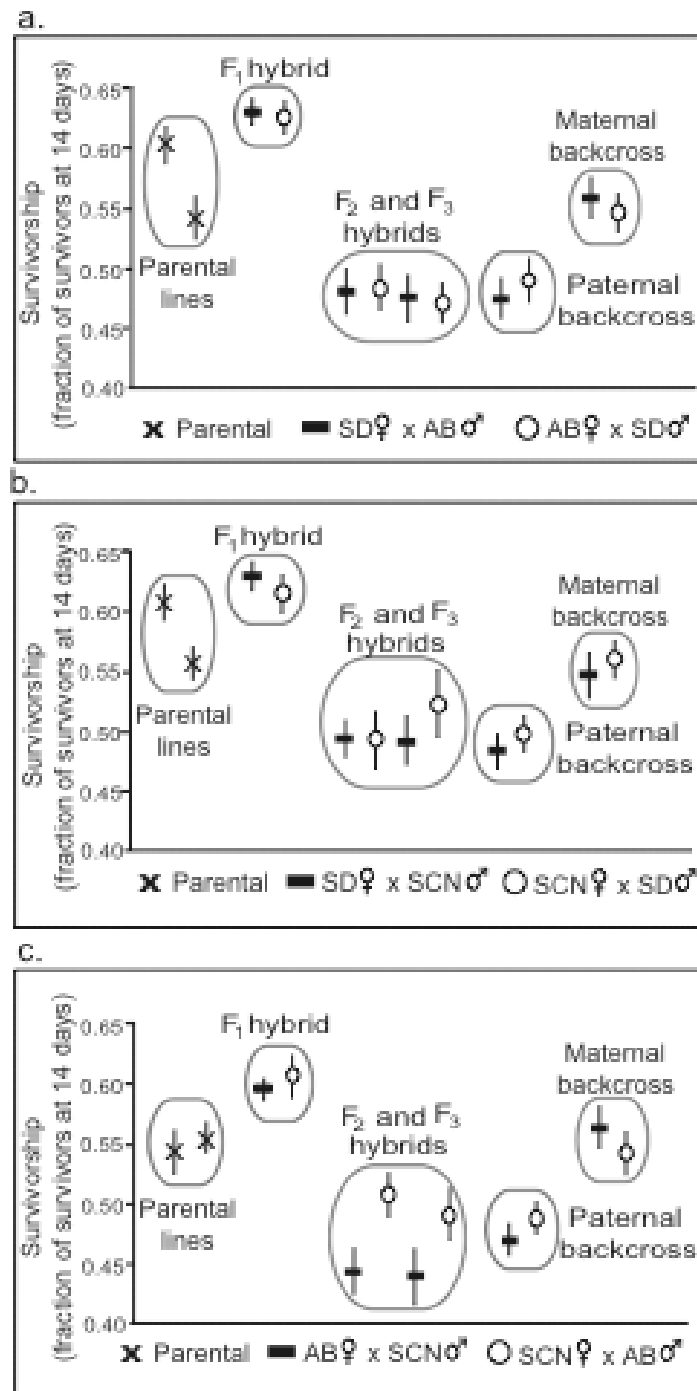 a.
Survivorship
(fraction of survivors at 14 days)
0.65
0.60
0.55
0.50
0.45
0.40
F1 hybrid
Parental
lines
F2 and F3
hybrids
Maternal
backcross
Paternal
backcross
Parental SD♀ x AB♂ AB♀ x SD♂
b.
Survivorship
(fraction of survivors at 14 days)
0.65
0.60
0.55
0.50
0.45
0.40
F1 hybrid
Parental
lines
F2 and F3
hybrids
Maternal
backcross
Paternal
backcross
Parental SD♀ x SCN♂ SCN♀ x SD♂
c.
Survivorship
(fraction of survivors at 14 days)
0.65
0.60
0.55
0.50
0.45
0.40
F1 hybrid
Parental
lines
F2 and F3
hybrids
Maternal
backcross
Paternal
backcross
Parental AB♀ x SCN♂ SCN♀ x AB♂